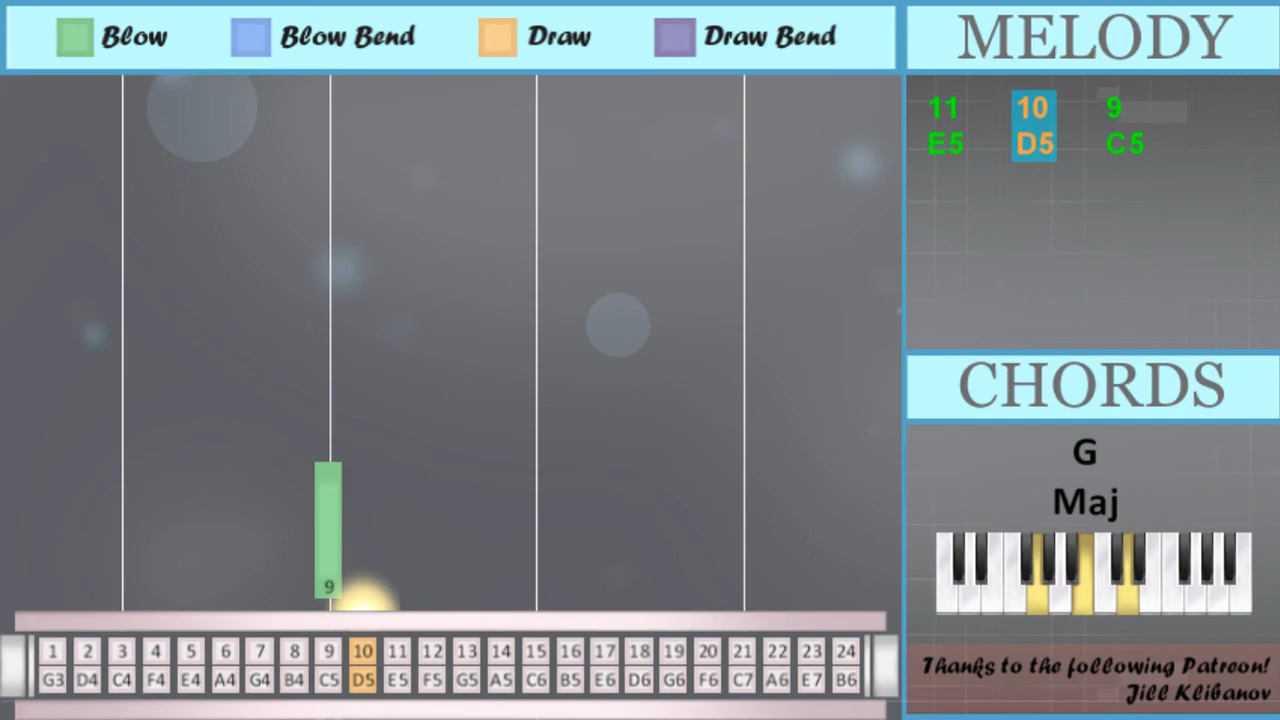 Blow Blow Bend Draw Draw Bend
MELODY
11 10 9
E5 D5 C5
CHORDS
G
Maj
9
1 2 3 4 5 6 7 8 9 10 11 12 13 14 15 16 17 18 19 20 21 22 23 24
G3 D4 C4 F4 E4 A4 G4 B4 C5 D5 E5 F5 G5 A5 C6 B5 E6 D6 G6 F6 C7 A6 E7 B6
Thanks to the following Patreon!
Jill Klibanov